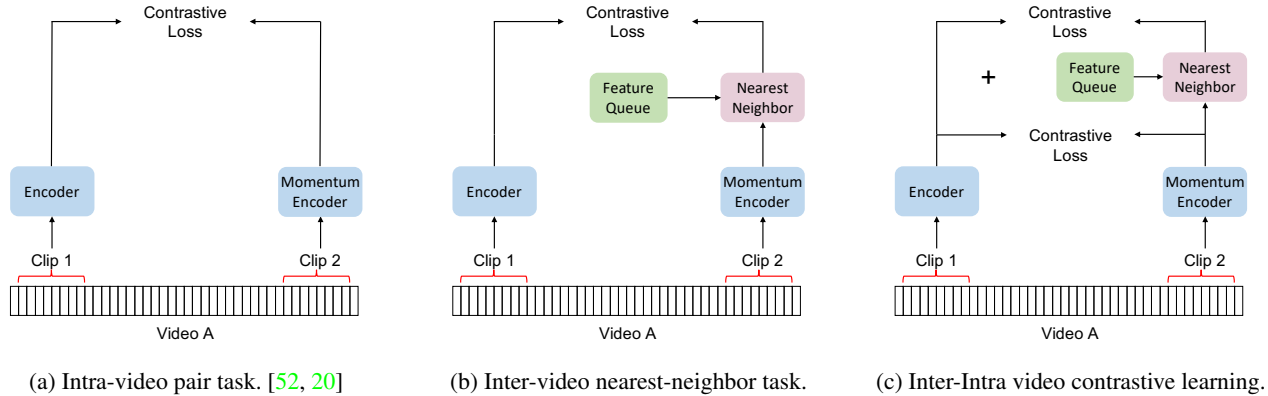 Contrastive
Loss
Encoder
Momentum
Encoder
Clip 1
Clip 2
Video A
(a) Intra-video pair task. [52, 20]
Contrastive
Loss
Feature
Queue
Nearest
Neighbor
Encoder
Momentum
Encoder
Clip 1
Clip 2
Video A
(b) Inter-video nearest-neighbor task.
Contrastive
Loss
+
Feature
Queue
Nearest
Neighbor
Contrastive
Loss
Encoder
Momentum
Encoder
Clip 1
Clip 2
Video A
(c) Inter-Intra video contrastive learning.